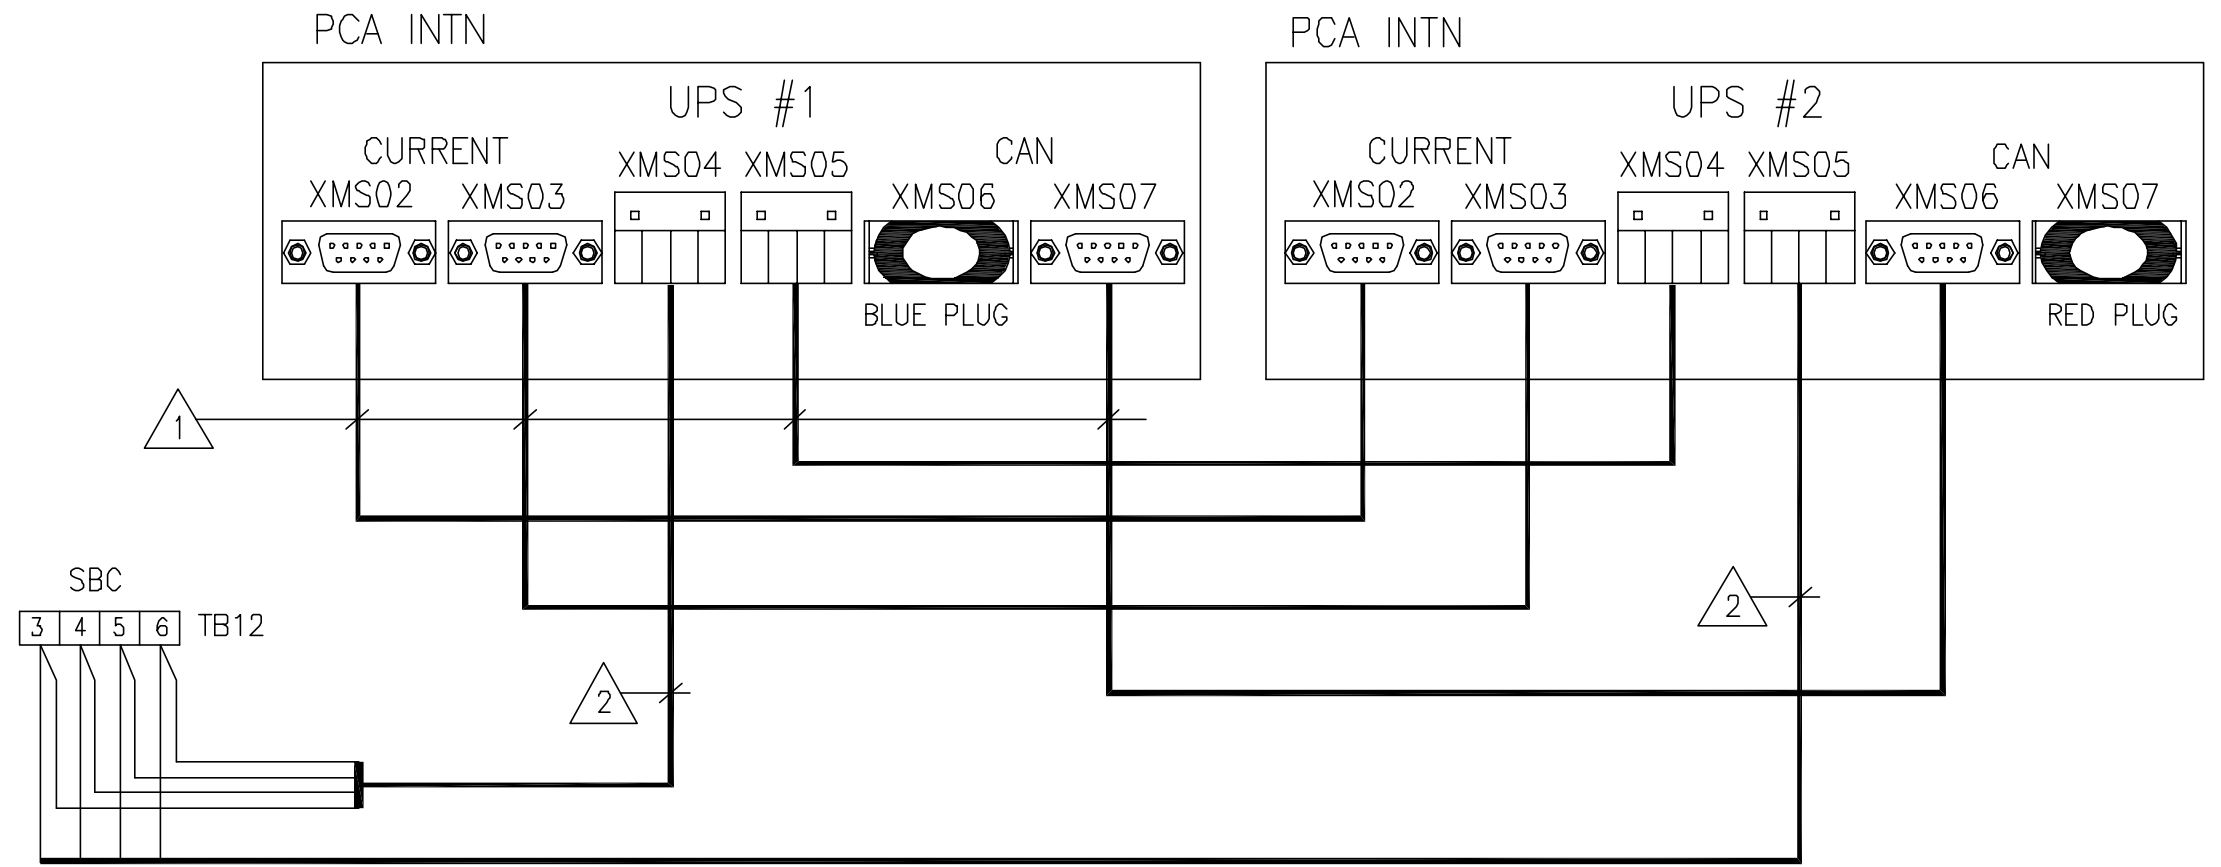 PCA INTN
UPS #1
CURRENT
CAN
XMS02
XMS03
XMS04
XMS05
XMS06
XMS07
BLUE PLUG
PCA INTN
UPS #2
CURRENT
CAN
XMS02
XMS03
XMS04
XMS05
XMS06
XMS07
RED PLUG
1
2
2
SBC
3 4 5 6 TB12